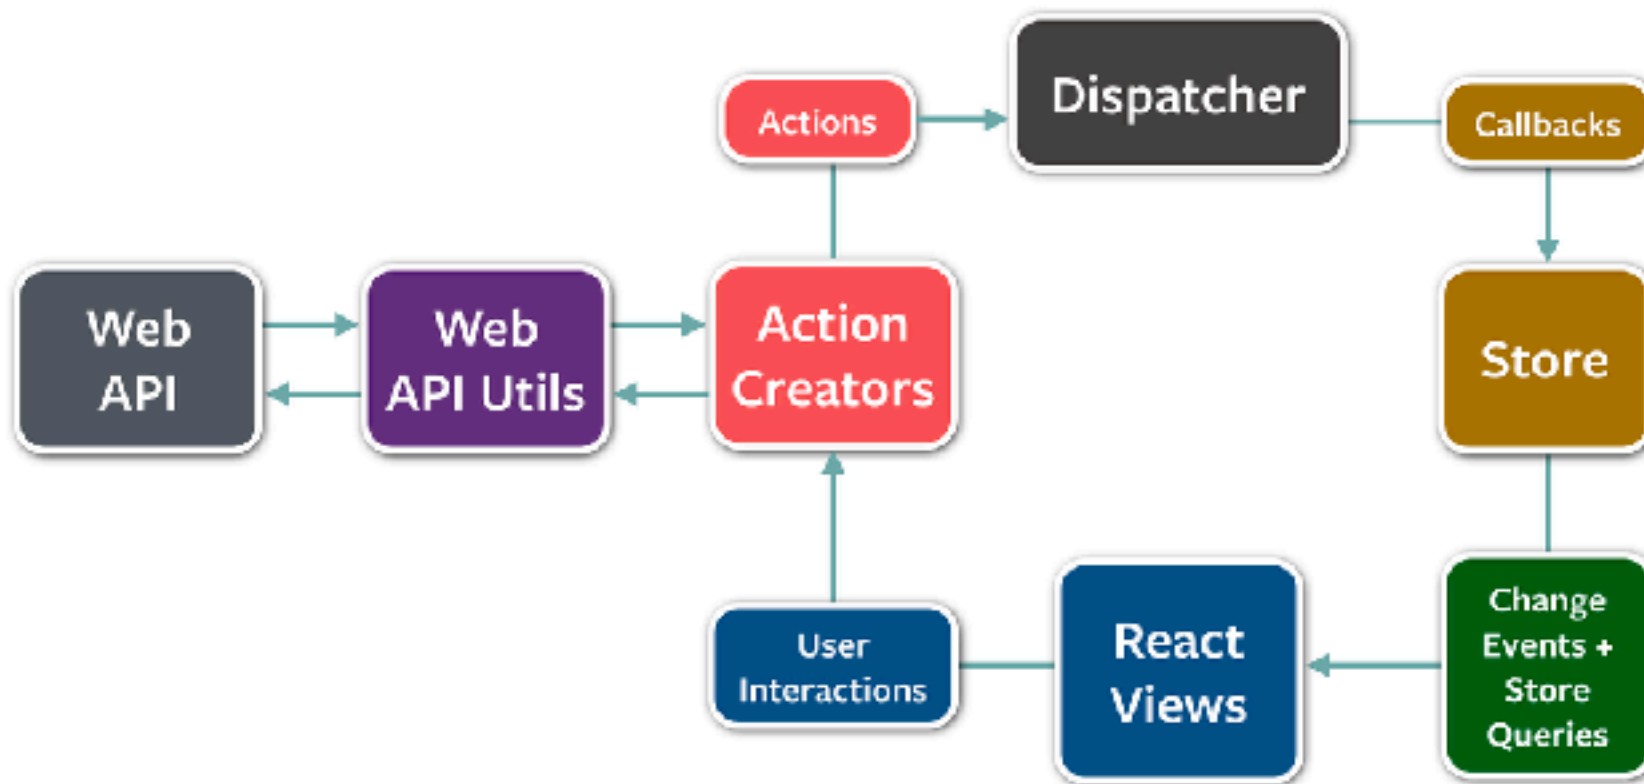 Dispatcher
Actions
Callbacks
Web
API
Web
API Utils
Action
Creators
Store
User
Interactions
React
Views
Change
Events +
Store
Queries